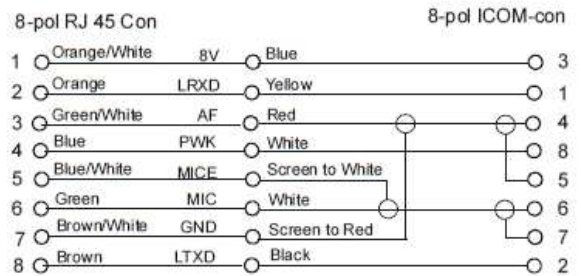 8-pol RJ 45 Con 8-pol ICOM-con
1 Orange/White 8V Blue 3
2 Orange LRXD Yellow 1
3 Green/White AF Red 4
4 Blue PWK White 8
5 Blue/White MICE Screen to White 5
6 Green MIC White 6
7 Brown/White GND Screen to Red 7
8 Brown LTXD Black 2